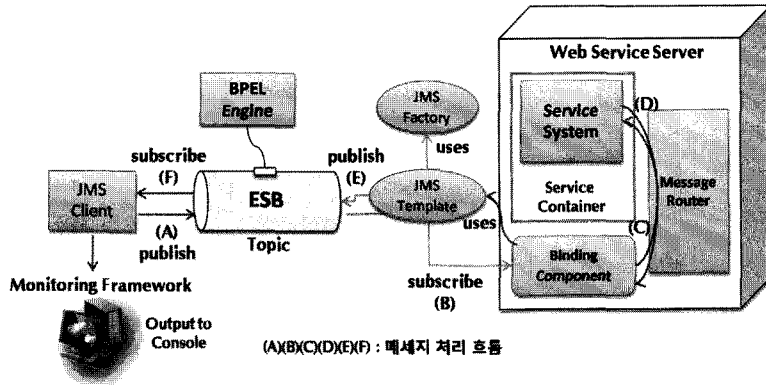 Web Service Server
BPEL
Engine
JMS
Factory
Service
System
(D)
subscribe
(F)
publish
(E)
uses
JMS
Client
ESB
JMS
Template
Service
Container
Message
Router
(A)
publish
Topic
uses
(C)
Binding
Component
subscribe
(B)
Monitoring Framework
Output to
Console
(A)(B)(C)(D)(E)(F) : 메세지 처리 흐름